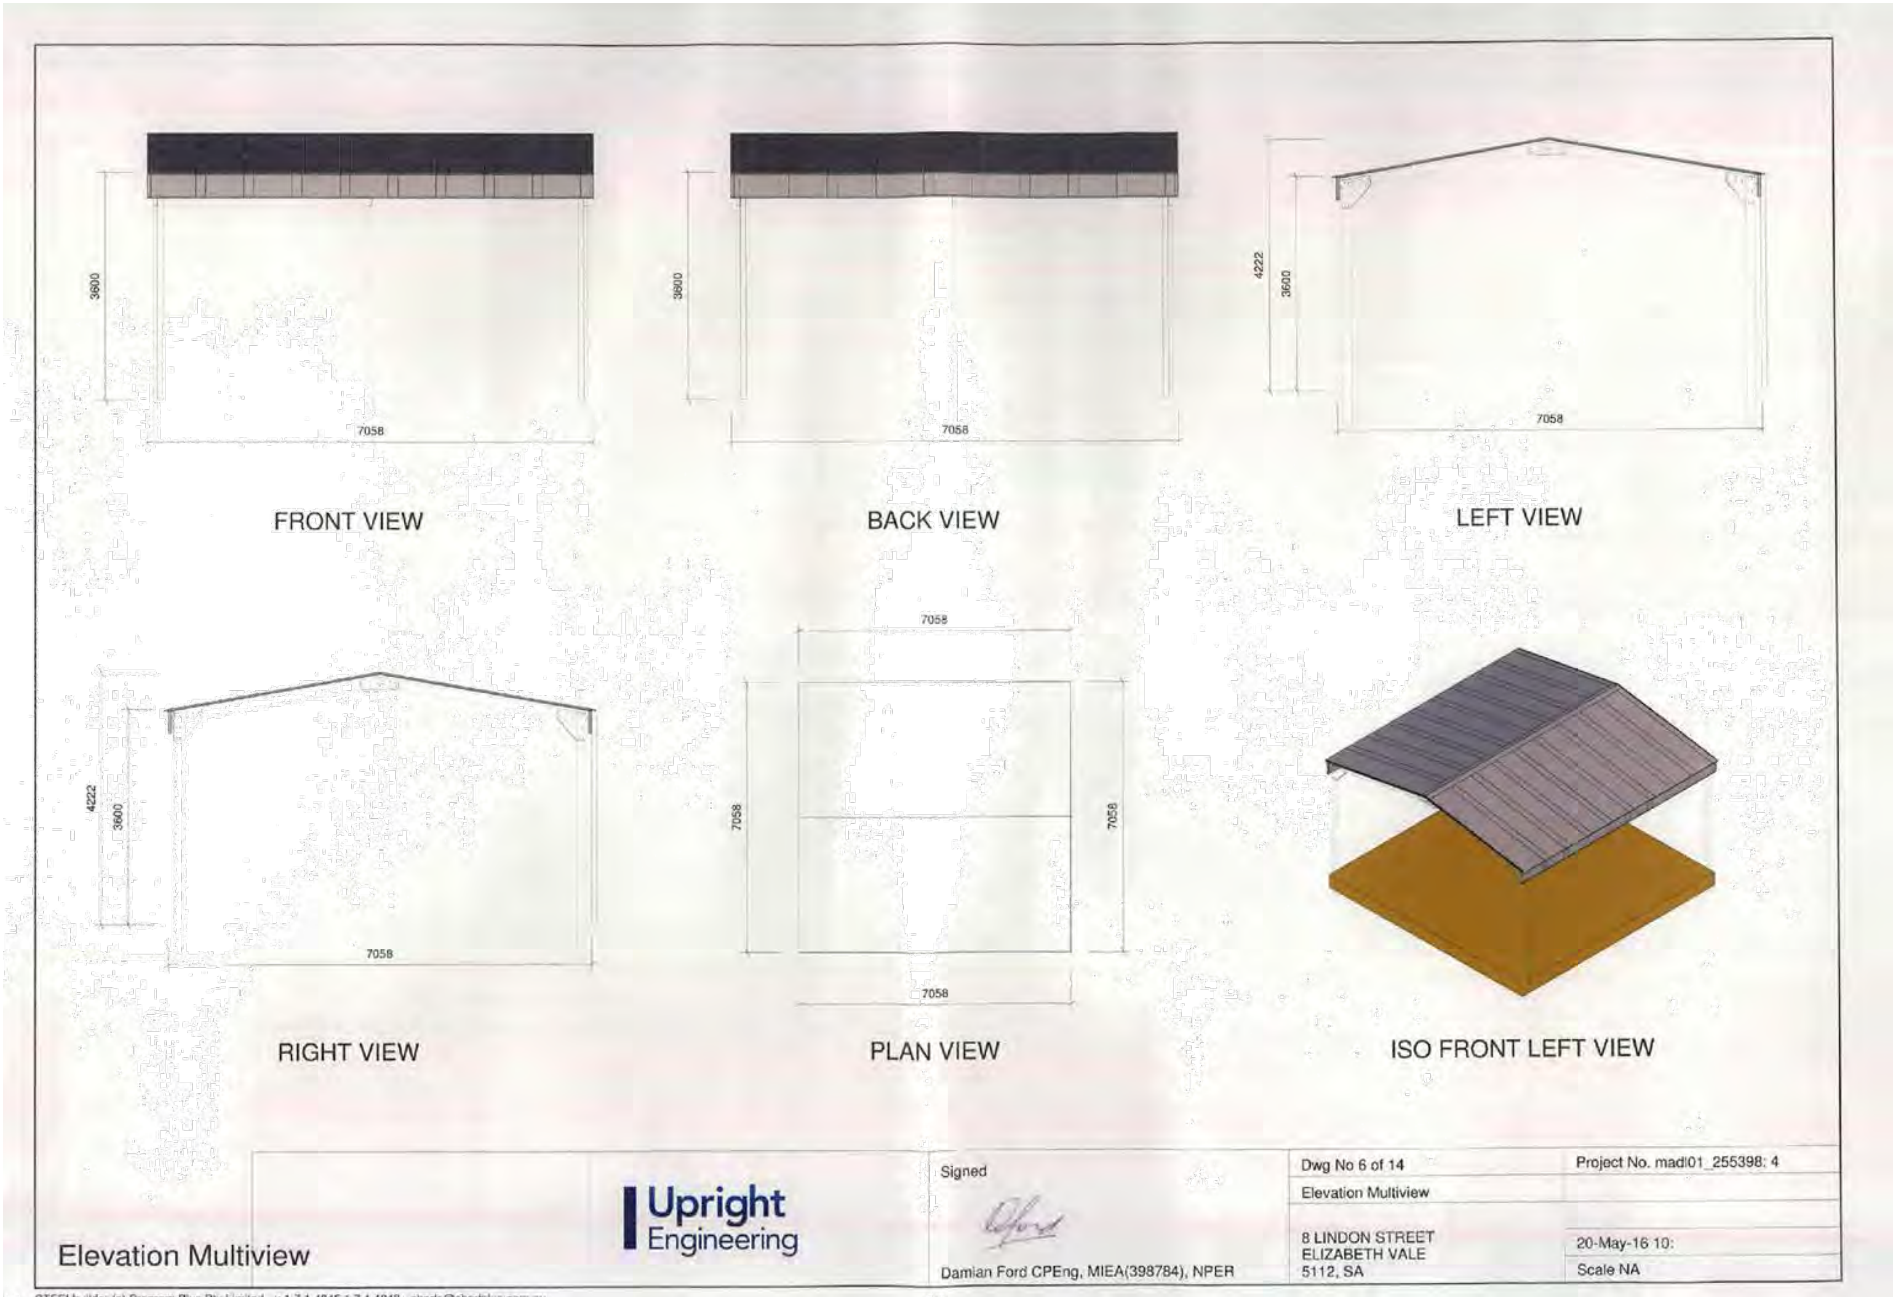 3600
7058
FRONT VIEW
3600
7058
BACK VIEW
4222
3600
7058
LEFT VIEW
4222
3600
7058
RIGHT VIEW
7058
7058
7058
7058
PLAN VIEW
ISO FRONT LEFT VIEW
Elevation Multiview
Upright
Engineering
Signed
Damian Ford CPEng, MIEA(398784), NPER
Dwg No 6 of 14
Project No. madl01_255398: 4
Elevation Multiview
8 LINDON STREET
ELIZABETH VALE
5112, SA
20-May-16 10:
Scale NA